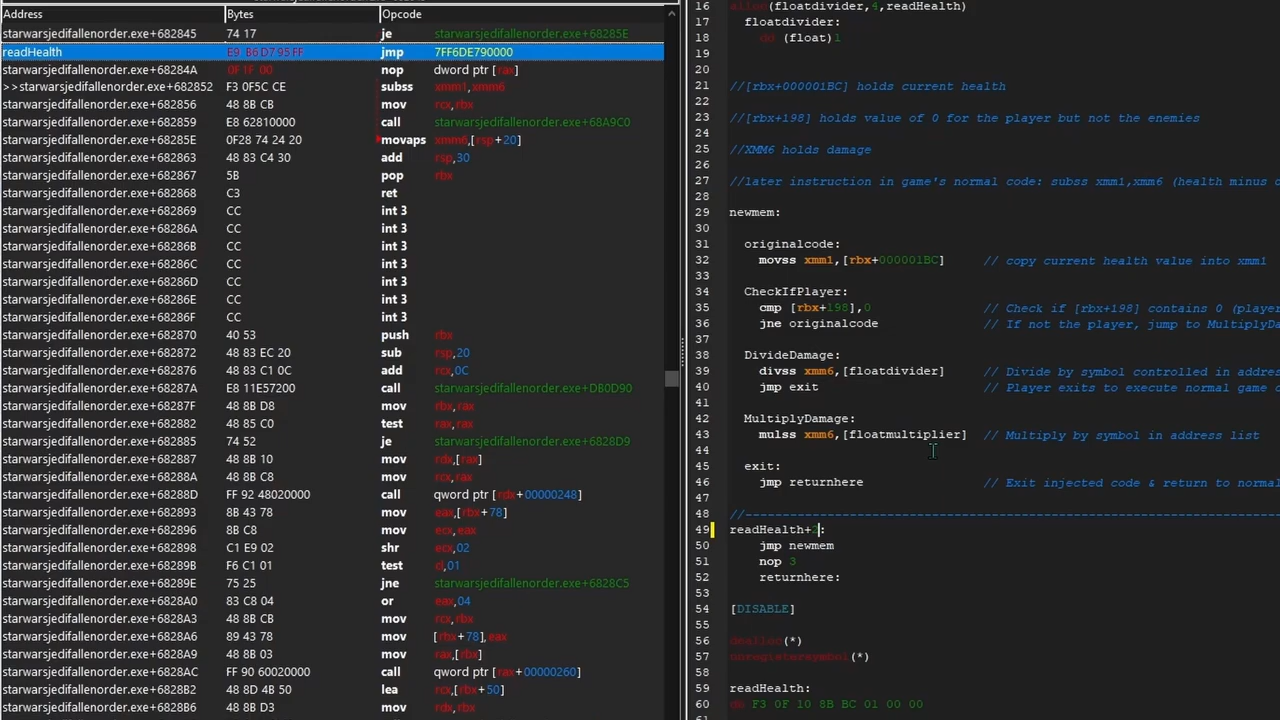 Address Bytes Opcode
starwarsjedifallenorder.exe+682845 74 17 je starwarsjedifallenorder.exe+68285E
readHealth E9 B6D795FF jmp 7FF6DE790000
starwarsjedifallenorder.exe+68284A 0F1F 00 nop dword ptr [rax]
>>starwarsjedifallenorder.exe+682852 F3 0F5C CE subss xmm1,xmm6
starwarsjedifallenorder.exe+682856 48 8B CB mov rcx,rbx
starwarsjedifallenorder.exe+682859 E8 62810000 call starwarsjedifallenorder.exe+68A9C0
starwarsjedifallenorder.exe+68285E 0F28 74 24 20 movaps xmm6,[rsp+20]
starwarsjedifallenorder.exe+682863 48 83 C4 30 add rsp,30
starwarsjedifallenorder.exe+682867 5B pop rbx
starwarsjedifallenorder.exe+682868 C3 ret
starwarsjedifallenorder.exe+682869 CC int 3
starwarsjedifallenorder.exe+68286A CC int 3
starwarsjedifallenorder.exe+68286B CC int 3
starwarsjedifallenorder.exe+68286C CC int 3
starwarsjedifallenorder.exe+68286D CC int 3
starwarsjedifallenorder.exe+68286E CC int 3
starwarsjedifallenorder.exe+68286F CC int 3
starwarsjedifallenorder.exe+682870 40 53 push rbx
starwarsjedifallenorder.exe+682872 48 83 EC 20 sub rsp,20
starwarsjedifallenorder.exe+682876 48 83 C1 0C add rcx,0C
starwarsjedifallenorder.exe+68287A E8 11E57200 call starwarsjedifallenorder.exe+DB0D90
starwarsjedifallenorder.exe+68287F 48 8B D8 mov rbx,rax
starwarsjedifallenorder.exe+682882 48 85 C0 test rax,rax
starwarsjedifallenorder.exe+682885 74 52 je starwarsjedifallenorder.exe+6828D9
starwarsjedifallenorder.exe+682887 48 8B 10 mov rdx,[rax]
starwarsjedifallenorder.exe+68288A 48 8B C8 mov rcx,rax
starwarsjedifallenorder.exe+68288D FF 92 48020000 call qword ptr [rdx+00000248]
starwarsjedifallenorder.exe+682893 8B 43 78 mov eax,[rbx+78]
starwarsjedifallenorder.exe+682896 8B C8 mov ecx,eax
starwarsjedifallenorder.exe+682898 C1 E9 02 shr ecx,02
starwarsjedifallenorder.exe+68289B F6 C1 01 test cl,01
starwarsjedifallenorder.exe+68289E 75 25 jne starwarsjedifallenorder.exe+6828C5
starwarsjedifallenorder.exe+6828A0 83 C8 04 or eax,04
starwarsjedifallenorder.exe+6828A3 48 8B CB mov rcx,rbx
starwarsjedifallenorder.exe+6828A6 89 43 78 mov [rbx+78],eax
starwarsjedifallenorder.exe+6828A9 48 8B 03 mov rax,[rbx]
starwarsjedifallenorder.exe+6828AC FF 90 60020000 call qword ptr [rax+00000260]
starwarsjedifallenorder.exe+6828B2 48 8D 4B 50 lea rcx,[rbx+50]
starwarsjedifallenorder.exe+6828B6 48 8B D3 mov rdx,rbx
16 alloc(floatdivider,4,readHealth)
17 floatdivider:
18 dd (float)1
19
20
21 //[rbx+000001BC] holds current health
22
23 //[rbx+198] holds value of 0 for the player but not the enemies
24
25 //XMM6 holds damage
26
27 //later instruction in game's normal code: subss xmm1,xmm6 (health minus
28
29 newmem:
30
31 originalcode:
32 movss xmm1,[rbx+000001BC] // copy current health value into xmm1
33
34 CheckIfPlayer:
35 cmp [rbx+198],0 // Check if [rbx+198] contains 0 (player
36 jne originalcode // If not the player, jump to MultiplyDa
37
38 DivideDamage:
39 divss xmm6,[floatdivider] // Divide by symbol controlled in addres
40 jmp exit // Player exits to execute normal game
41
42 MultiplyDamage:
43 mulss xmm6,[floatmultiplier] // Multiply by symbol in address list
44
45 exit:
46 jmp returnhere // Exit injected code & return to normal
47
48 //------------------------------------------------------------
49 readHealth+2:
50 jmp newmem
51 nop 3
52 returnhere:
53
54 [DISABLE]
55
56 dealloc(*)
57 unregistersymbol(*)
58
59 readHealth:
60 db F3 0F 10 8B BC 01 00 00